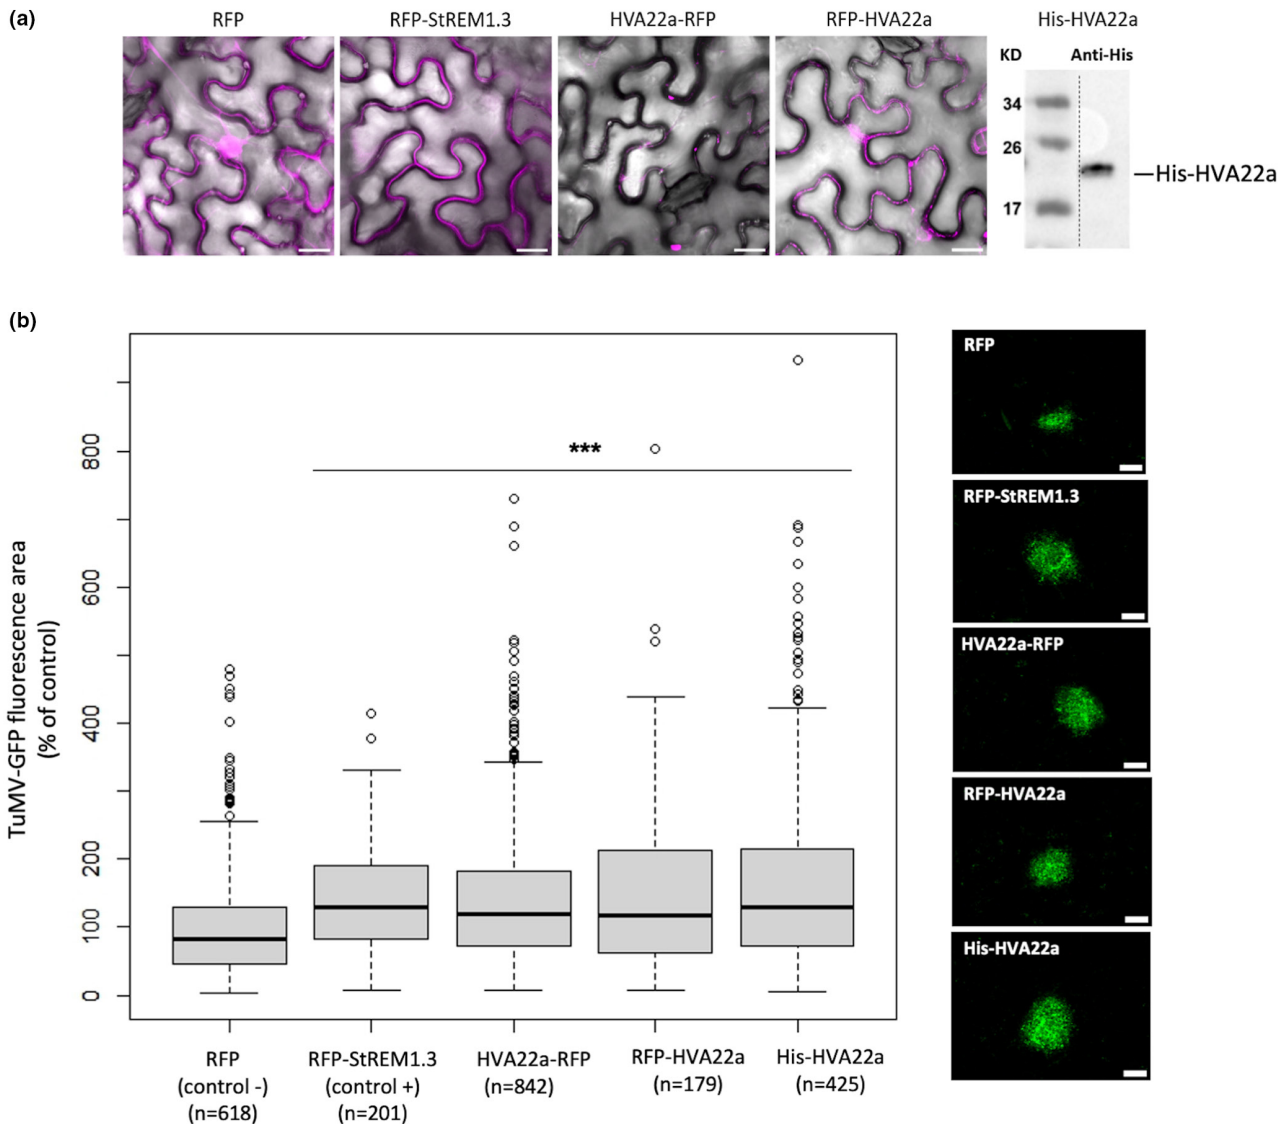 (a)
RFP
RFP-StREM1.3
HVA22a-RFP
RFP-HVA22a
His-HVA22a
KD
Anti-His
34
26
17
His-HVA22a
(b)
TuMV-GFP fluorescence area
(% of control)
800
600
400
200
100
0
***
RFP
(control -)
(n=618)
RFP-StREM1.3
(control +)
(n=201)
HVA22a-RFP
(n=842)
RFP-HVA22a
(n=179)
His-HVA22a
(n=425)
RFP
RFP-StREM1.3
HVA22a-RFP
RFP-HVA22a
His-HVA22a